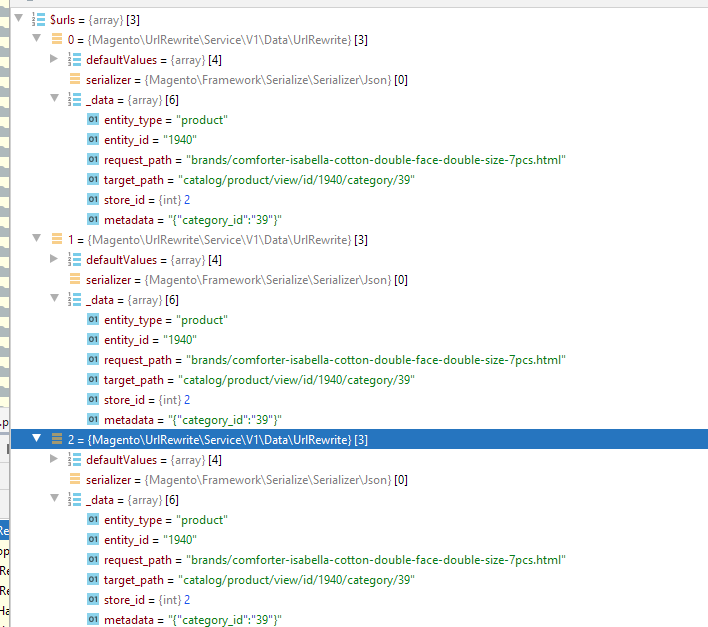 $urls = {array} [3]
0 = {Magento\UrlRewrite\Service\V1\Data\UrlRewrite} [3]
defaultValues = {array} [4]
serializer = {Magento\Framework\Serialize\Serializer\Json} [0]
_data = {array} [6]
entity_type = "product"
entity_id = "1940"
request_path = "brands/comforter-isabella-cotton-double-face-double-size-7pcs.html"
target_path = "catalog/product/view/id/1940/category/39"
store_id = {int} 2
metadata = "{"category_id":"39"}"
1 = {Magento\UrlRewrite\Service\V1\Data\UrlRewrite} [3]
defaultValues = {array} [4]
serializer = {Magento\Framework\Serialize\Serializer\Json} [0]
_data = {array} [6]
entity_type = "product"
entity_id = "1940"
request_path = "brands/comforter-isabella-cotton-double-face-double-size-7pcs.html"
target_path = "catalog/product/view/id/1940/category/39"
store_id = {int} 2
metadata = "{"category_id":"39"}"
2 = {Magento\UrlRewrite\Service\V1\Data\UrlRewrite} [3]
defaultValues = {array} [4]
serializer = {Magento\Framework\Serialize\Serializer\Json} [0]
_data = {array} [6]
entity_type = "product"
entity_id = "1940"
request_path = "brands/comforter-isabella-cotton-double-face-double-size-7pcs.html"
target_path = "catalog/product/view/id/1940/category/39"
store_id = {int} 2
metadata = "{"category_id":"39"}"